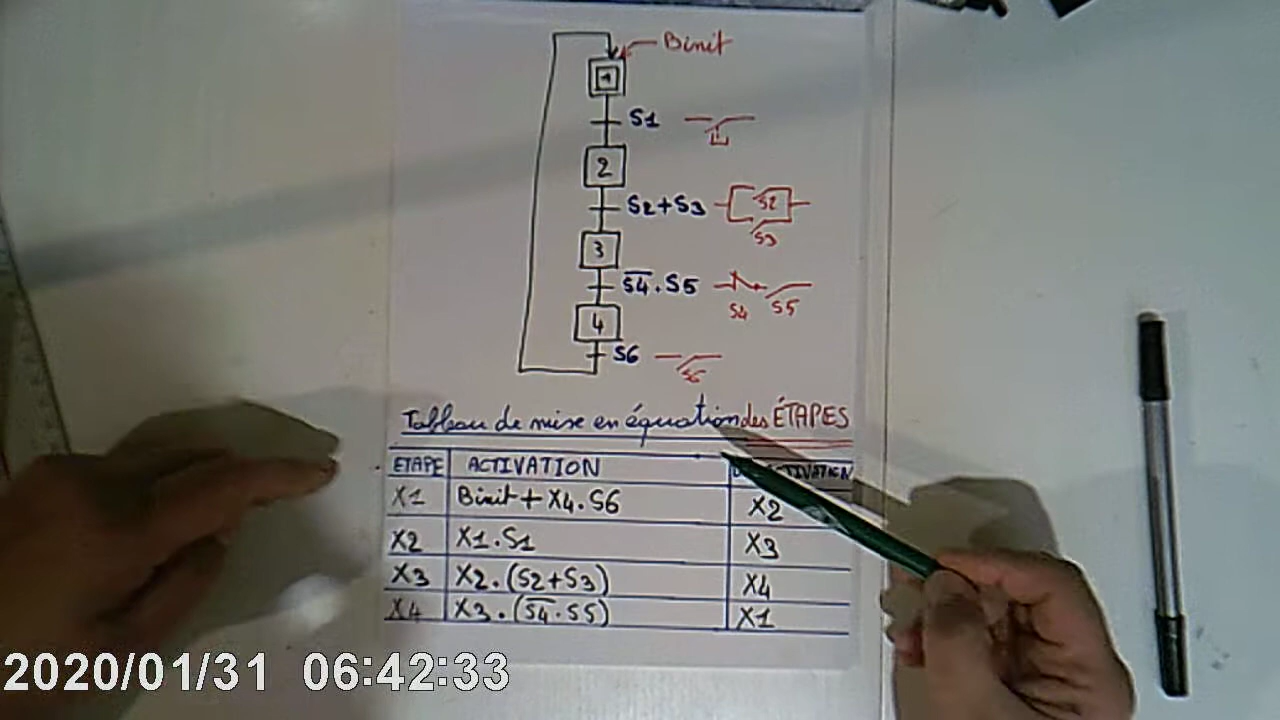 Binit
1
S1
2
S2+S3
S2
S3
3
S̅4̅.S5
S4 S5
4
S6
S6
Tableau de mise en équation des ÉTAPES
ETAPE ACTIVATION
X1 Binit + X4.S6 X2
X2 X1.S1 X3
X3 X2.(S2+S3) X4
X4 X3.(S̅4̅.S5) X1
2020/01/31 06:42:33